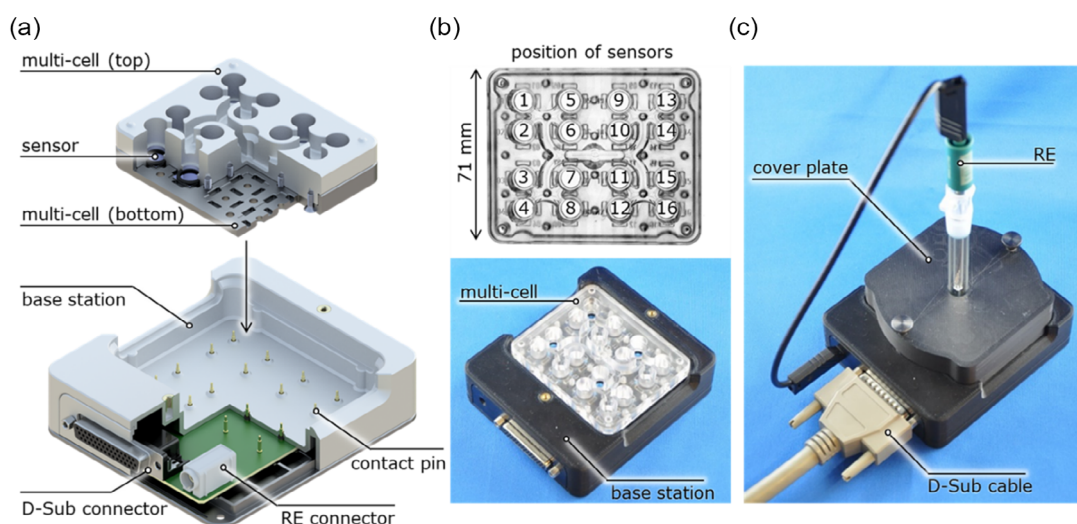 (a)
multi-cell (top)
sensor
multi-cell (bottom)
base station
contact pin
D-Sub connector
RE connector
(b)
position of sensors
71 mm
1 5 9 13
2 6 10 14
3 7 11 15
4 8 12 16
multi-cell
base station
(c)
RE
cover plate
D-Sub cable